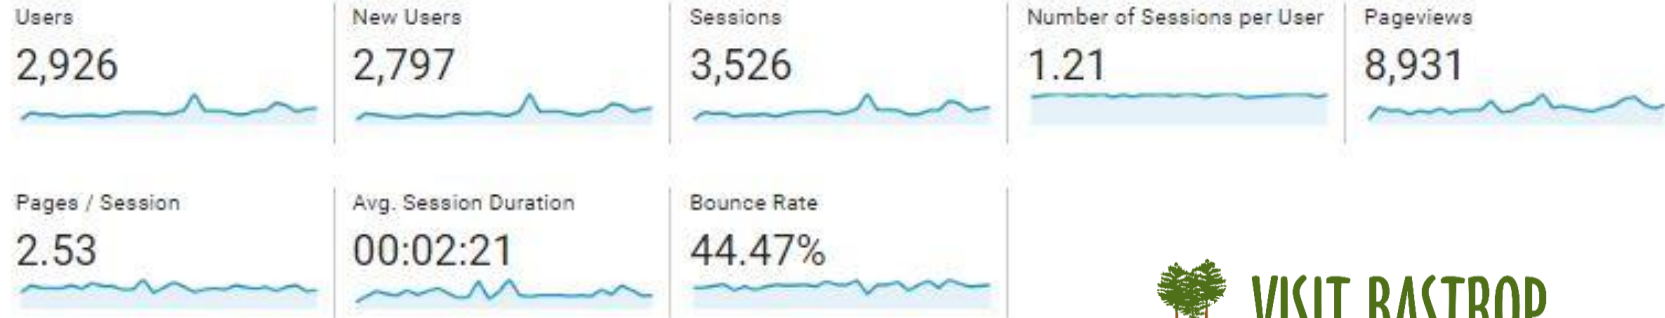 Users
2,926
New Users
2,797
Sessions
3,526
Number of Sessions per User
1.21
Pageviews
8,931
Pages / Session
2.53
Avg. Session Duration
00:02:21
Bounce Rate
44.47%
VISIT BASTROP